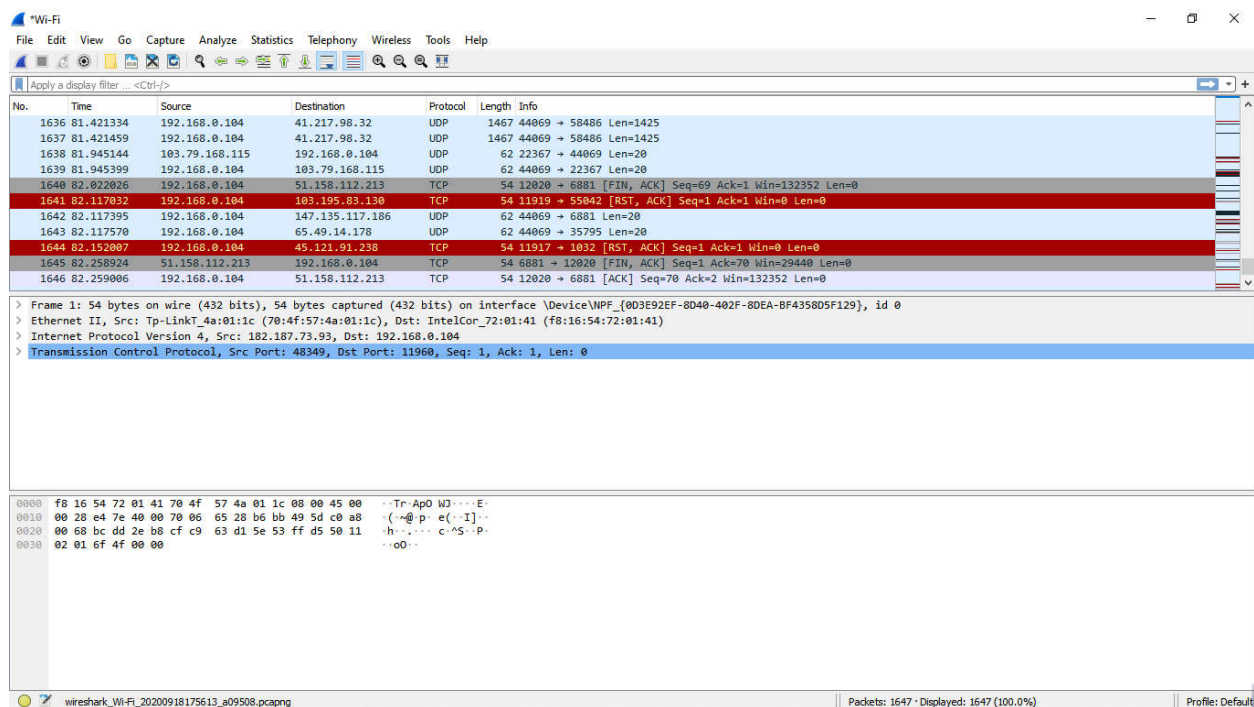 *Wi-Fi
File Edit View Go Capture Analyze Statistics Telephony Wireless Tools Help
Apply a display filter ... <Ctrl-/>
No. Time Source Destination Protocol Length Info
1636 81.421334 192.168.0.104 41.217.98.32 UDP 1467 44069 → 58486 Len=1425
1637 81.421459 192.168.0.104 41.217.98.32 UDP 1467 44069 → 58486 Len=1425
1638 81.945144 103.79.168.115 192.168.0.104 UDP 62 22367 → 44069 Len=20
1639 81.945399 192.168.0.104 103.79.168.115 UDP 62 44069 → 22367 Len=20
1640 82.022026 192.168.0.104 51.158.112.213 TCP 54 12020 → 6881 [FIN, ACK] Seq=69 Ack=1 Win=132352 Len=0
1641 82.117032 192.168.0.104 103.195.83.130 TCP 54 11919 → 55042 [RST, ACK] Seq=1 Ack=1 Win=0 Len=0
1642 82.117395 192.168.0.104 147.135.117.186 UDP 62 44069 → 6881 Len=20
1643 82.117570 192.168.0.104 65.49.14.178 UDP 62 44069 → 35795 Len=20
1644 82.152007 192.168.0.104 45.121.91.238 TCP 54 11917 → 1032 [RST, ACK] Seq=1 Ack=1 Win=0 Len=0
1645 82.258924 51.158.112.213 192.168.0.104 TCP 54 6881 → 12020 [FIN, ACK] Seq=1 Ack=70 Win=29440 Len=0
1646 82.259006 192.168.0.104 51.158.112.213 TCP 54 12020 → 6881 [ACK] Seq=70 Ack=2 Win=132352 Len=0
> Frame 1: 54 bytes on wire (432 bits), 54 bytes captured (432 bits) on interface \Device\NPF_{0D3E92EF-8D40-402F-8DEA-BF4358D5F129}, id 0
> Ethernet II, Src: Tp-LinkT_4a:01:1c (70:4f:57:4a:01:1c), Dst: IntelCor_72:01:41 (f8:16:54:72:01:41)
> Internet Protocol Version 4, Src: 182.187.73.93, Dst: 192.168.0.104
> Transmission Control Protocol, Src Port: 48349, Dst Port: 11960, Seq: 1, Ack: 1, Len: 0
0000 f8 16 54 72 01 41 70 4f 57 4a 01 1c 08 00 45 00 ··Tr·ApO WJ····E·
0010 00 28 e4 7e 40 00 70 06 65 28 b6 bb 49 5d c0 a8 ·(·~@·p· e(··I]··
0020 00 68 bc dd 2e b8 cf c9 63 d1 5e 53 ff d5 50 11 ·h··.··· c·^S··P·
0030 02 01 6f 4f 00 00 ··oO··
wireshark_Wi-Fi_20200918175613_a09508.pcapng Packets: 1647 · Displayed: 1647 (100.0%) Profile: Default